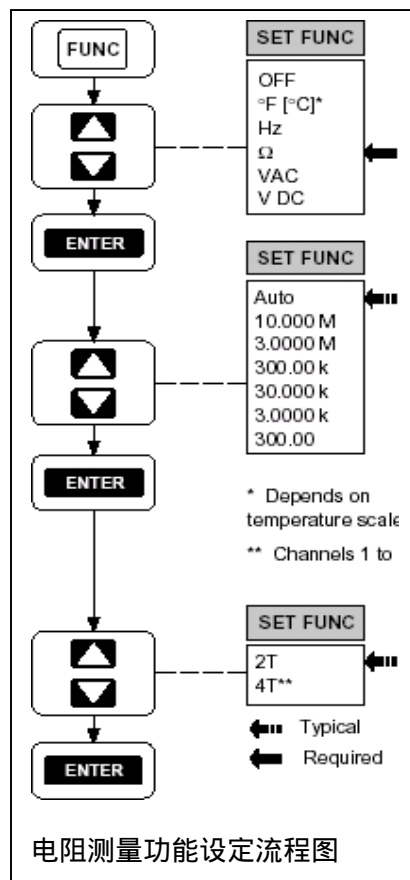 FUNC
SET FUNC
OFF
°F [°C]*
Hz
Ω
VAC
V DC
ENTER
SET FUNC
Auto
10.000 M
3.0000 M
300.00 k
30.000 k
3.0000 k
300.00
ENTER
* Depends on
temperature scale
** Channels 1 to
SET FUNC
2T
4T**
Typical
Required
ENTER
电阻测量功能设定流程图